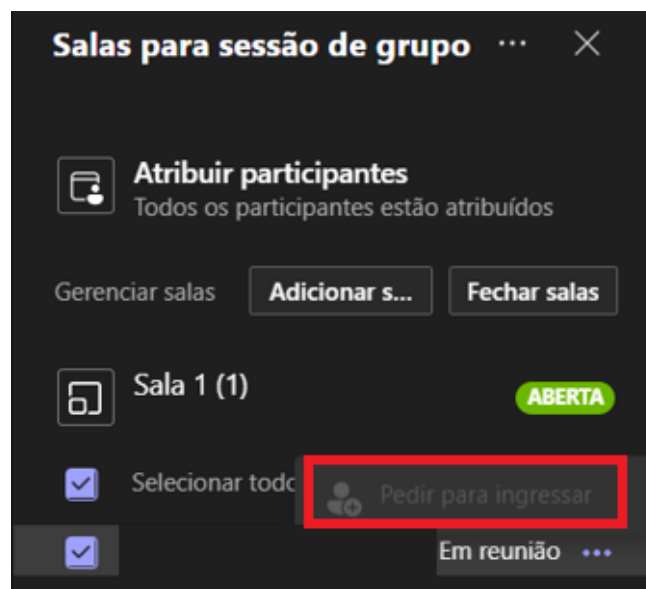 Salas para sessão de grupo
Atribuir participantes
Todos os participantes estão atribuídos
Gerenciar salas Adicionar s... Fechar salas
Sala 1 (1)
ABERTA
Selecionar todo
Pedir para ingressar
Em reunião